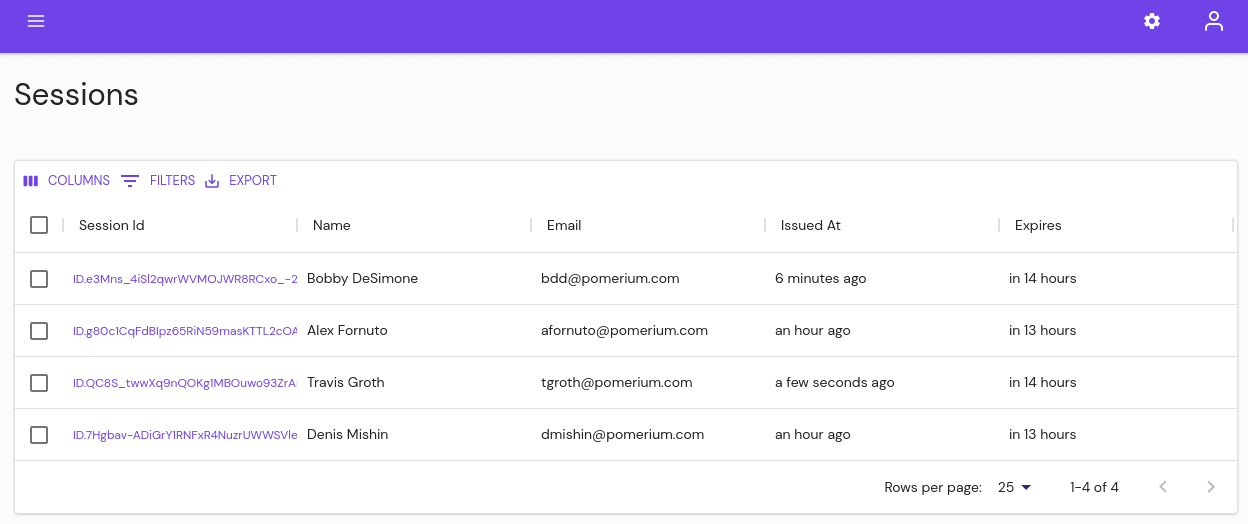 Sessions
COLUMNS FILTERS EXPORT
Session Id Name Email Issued At Expires
ID.e3Mns_4iSl2qwrWVMOJWR8RCxo_-2 Bobby DeSimone bdd@pomerium.com 6 minutes ago in 14 hours
ID.g80c1CqFdBIpz65RiN59masKTTL2cOA Alex Fornuto afornuto@pomerium.com an hour ago in 13 hours
ID.QC8S_twwXq9nQOKg1MBOuwo93ZrA Travis Groth tgroth@pomerium.com a few seconds ago in 14 hours
ID.7Hgbav-ADiGrY1RNFxR4NuzrUWWSVle Denis Mishin dmishin@pomerium.com an hour ago in 13 hours
Rows per page: 25 1-4 of 4